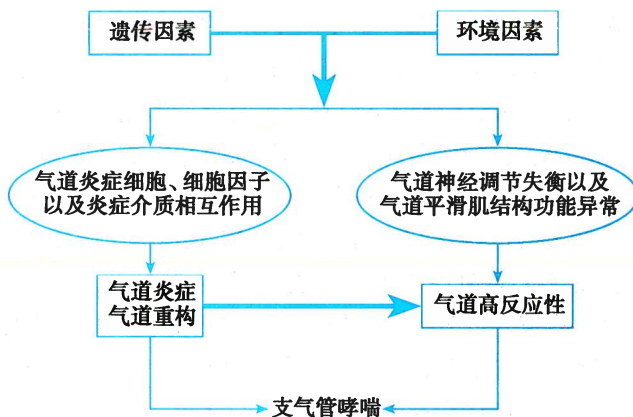 遗传因素
环境因素
气道炎症细胞、细胞因子
以及炎症介质相互作用
气道神经调节失衡以及
气道平滑肌结构功能异常
气道炎症
气道重构
气道高反应性
支气管哮喘